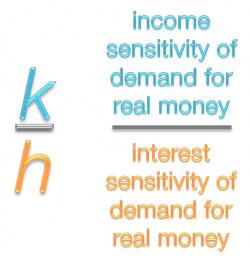 k
h
income
sensitivity of
demand for
real money
interest
sensitivity of
demand for
real money